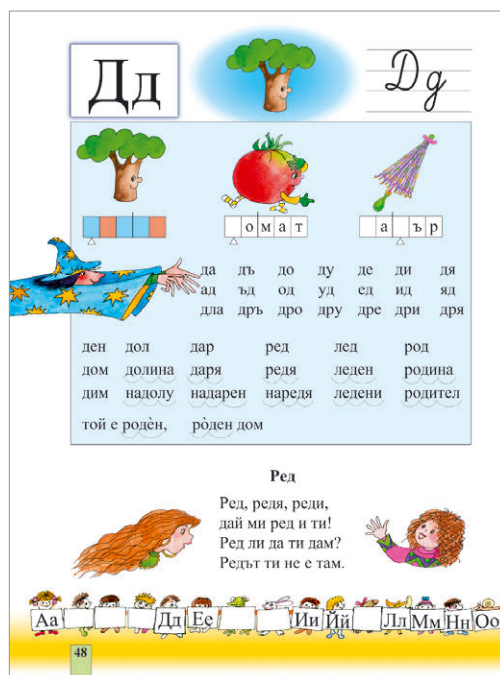 Дд
Дд
омат
а ър
да дъ до ду де ди дя
ад ъд од уд ед ид яд
дла дръ дро дру дре дри дря
ден дол дар ред лед род
дом долина даря редя леден родина
дим надолу надарен наредя ледени родител
той е родѐн, ро̀ден дом
Ред
Ред, редя, реди,
дай ми ред и ти!
Ред ли да ти дам?
Редът ти не е там.
Аа Дд Ее Ии Йй Лл Мм Нн Оо
48